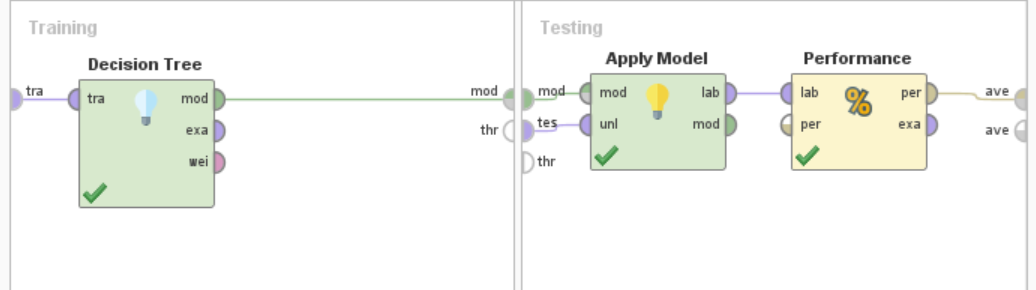 Training
Testing
Decision Tree
Apply Model
Performance
tra
tra
mod
exa
wei
mod
thr
mod
tes
thr
mod
unl
lab
mod
lab
per
per
exa
%
ave
ave